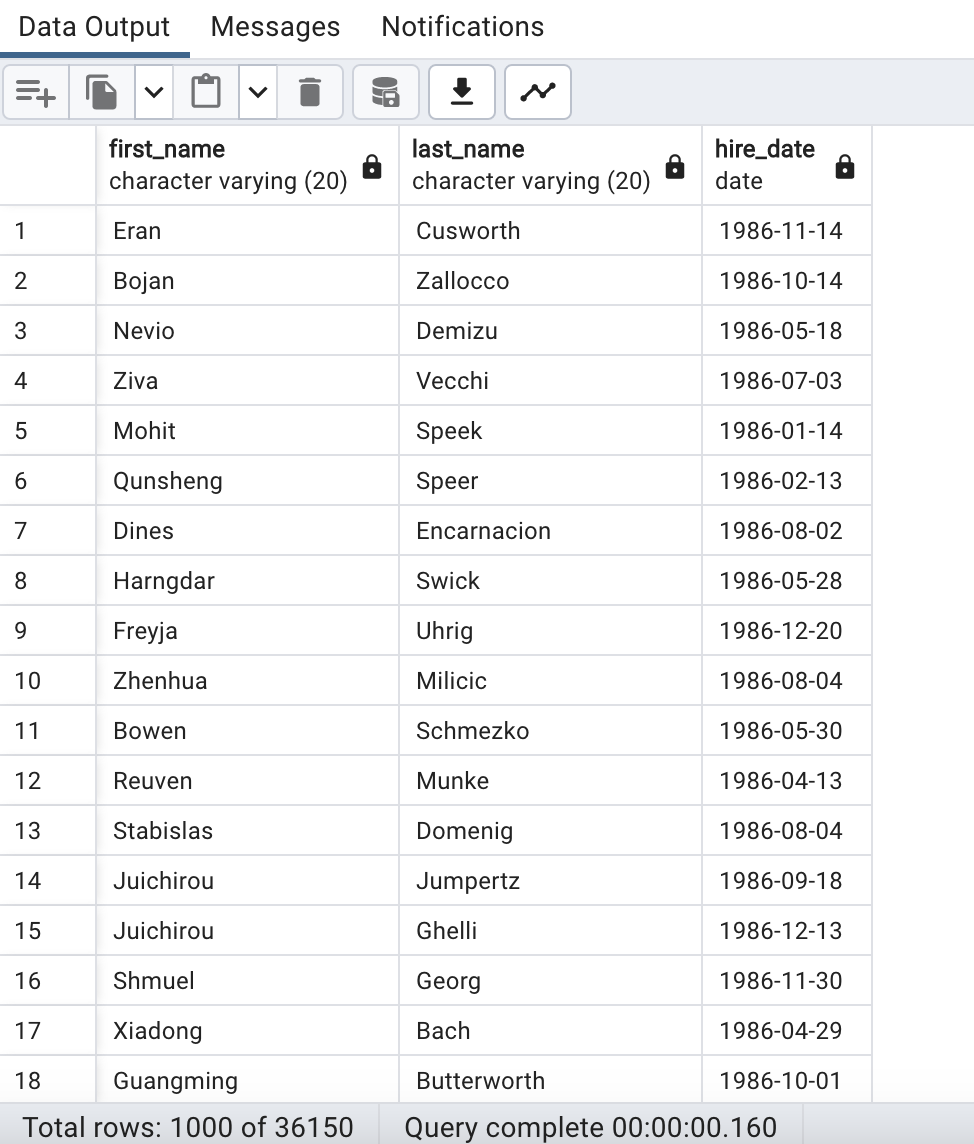 Data Output Messages Notifications
first_name last_name hire_date
character varying (20) character varying (20) date
1 Eran Cusworth 1986-11-14
2 Bojan Zallocco 1986-10-14
3 Nevio Demizu 1986-05-18
4 Ziva Vecchi 1986-07-03
5 Mohit Speek 1986-01-14
6 Qunsheng Speer 1986-02-13
7 Dines Encarnacion 1986-08-02
8 Harngdar Swick 1986-05-28
9 Freyja Uhrig 1986-12-20
10 Zhenhua Milicic 1986-08-04
11 Bowen Schmezko 1986-05-30
12 Reuven Munke 1986-04-13
13 Stabislas Domenig 1986-08-04
14 Juichirou Jumpertz 1986-09-18
15 Juichirou Ghelli 1986-12-13
16 Shmuel Georg 1986-11-30
17 Xiadong Bach 1986-04-29
18 Guangming Butterworth 1986-10-01
Total rows: 1000 of 36150 Query complete 00:00:00.160